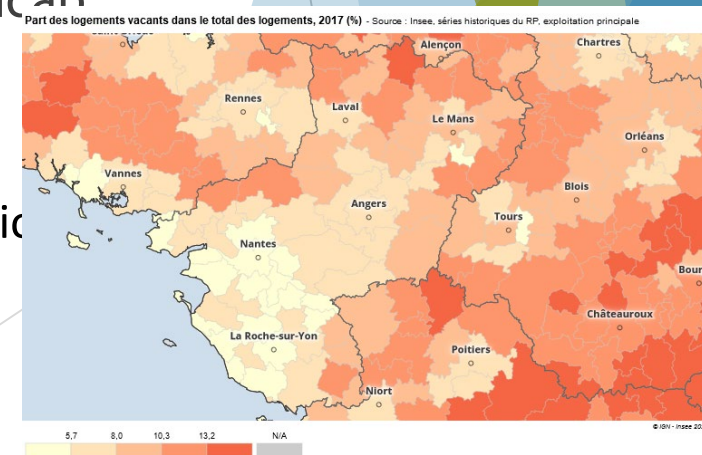 Part des logements vacants dans le total des logements, 2017 (%) - Source : Insee, séries historiques du RP, exploitation principale
Alençon
Chartres
Rennes
Laval
Le Mans
Orléans
Vannes
Angers
Blois
Tours
Nantes
Bour
Châteauroux
La Roche-sur-Yon
Poitiers
Niort
© IGN - Insee 20
5,7 8,0 10,3 13,2 N/A